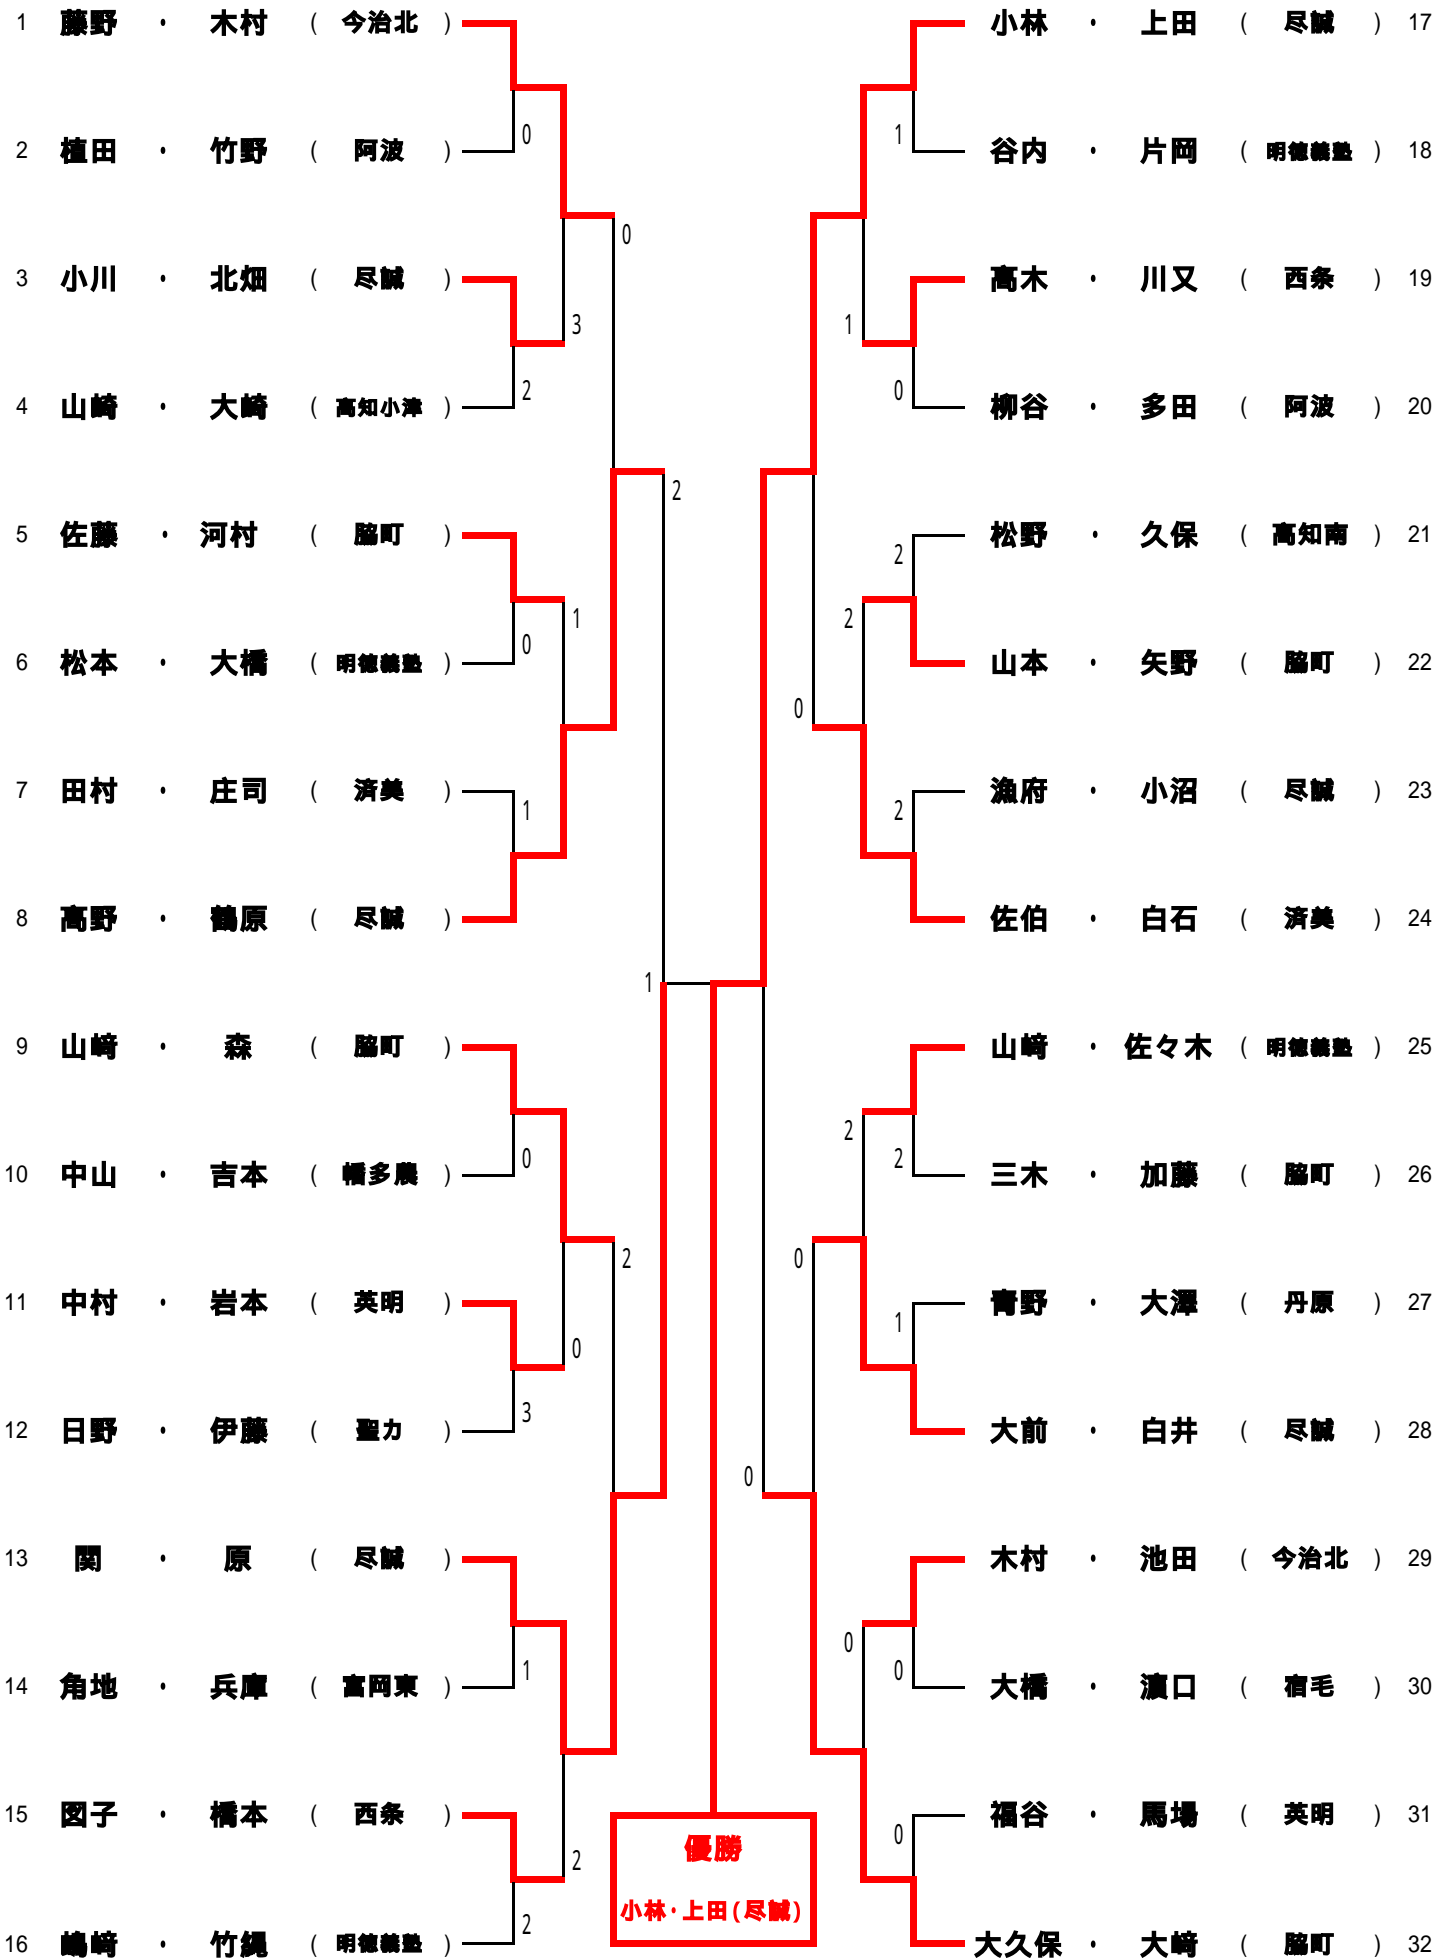 1 藤野 ・ 木村 ( 今治北 )
0
2 植田 ・ 竹野 ( 阿波 )
0
3 小川 ・ 北畑 ( 尽誠 )
3
2
4 山崎 ・ 大崎 ( 高知小津 )
2
5 佐藤 ・ 河村 ( 脇町 )
1
0
6 松本 ・ 大橋 ( 明徳義塾 )
7 田村 ・ 庄司 ( 済美 )
1
8 高野 ・ 鶴原 ( 尽誠 )
1
9 山﨑 ・ 森 ( 脇町 )
0
10 中山 ・ 吉本 ( 幡多農 )
2
11 中村 ・ 岩本 ( 英明 )
0
3
12 日野 ・ 伊藤 ( 聖カ )
13 関 ・ 原 ( 尽誠 )
1
14 角地 ・ 兵庫 ( 富岡東 )
15 図子 ・ 橋本 ( 西条 )
2
2
16 嶋﨑 ・ 竹縄 ( 明徳義塾 )
小林 ・ 上田 ( 尽誠 ) 17
1
谷内 ・ 片岡 ( 明徳義塾 ) 18
高木 ・ 川又 ( 西条 ) 19
1
0
柳谷 ・ 多田 ( 阿波 ) 20
松野 ・ 久保 ( 高知南 ) 21
2
2
山本 ・ 矢野 ( 脇町 ) 22
0
漁府 ・ 小沼 ( 尽誠 ) 23
2
佐伯 ・ 白石 ( 済美 ) 24
山﨑 ・ 佐々木 ( 明徳義塾 ) 25
2
2
三木 ・ 加藤 ( 脇町 ) 26
0
青野 ・ 大澤 ( 丹原 ) 27
1
大前 ・ 白井 ( 尽誠 ) 28
0
木村 ・ 池田 ( 今治北 ) 29
0
0
大橋 ・ 濵口 ( 宿毛 ) 30
福谷 ・ 馬場 ( 英明 ) 31
0
大久保 ・ 大﨑 ( 脇町 ) 32
優勝
小林・上田(尽誠)